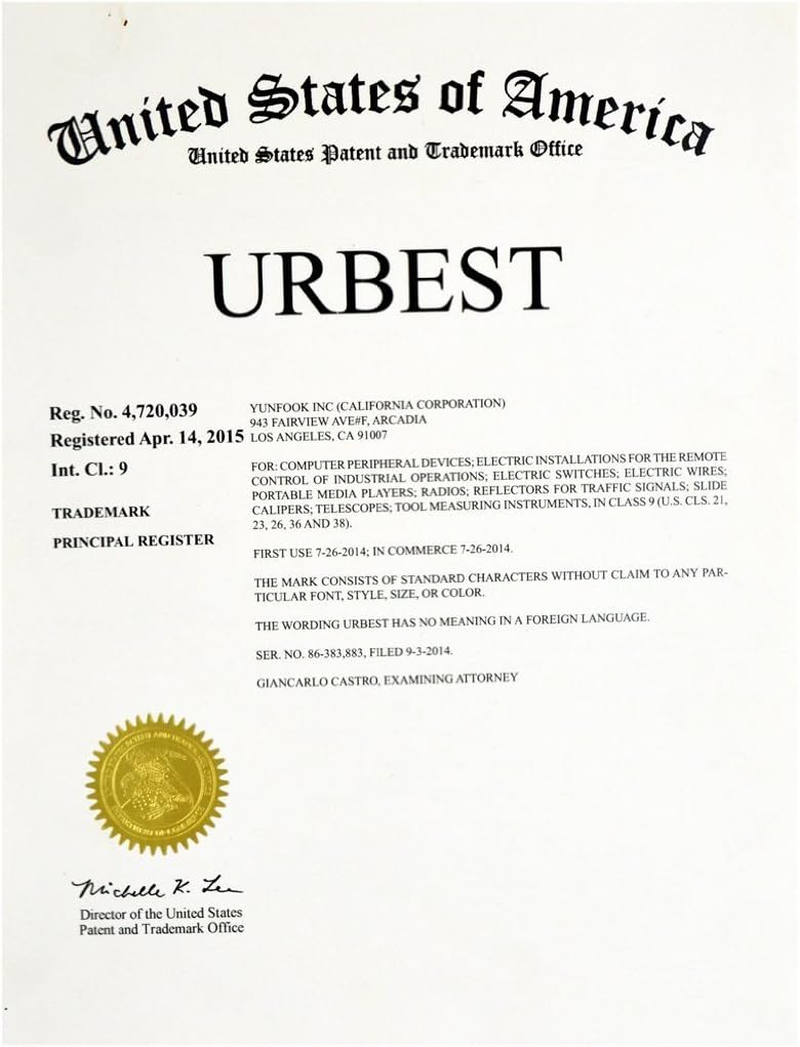 United States of America
United States Patent and Trademark Office
URBEST
Reg. No. 4,720,039
Registered Apr. 14, 2015
Int. Cl.: 9
TRADEMARK
PRINCIPAL REGISTER
YUNFOOK INC (CALIFORNIA CORPORATION)
943 FAIRVIEW AVE#F, ARCADIA
LOS ANGELES, CA 91007
FOR: COMPUTER PERIPHERAL DEVICES; ELECTRIC INSTALLATIONS FOR THE REMOTE
CONTROL OF INDUSTRIAL OPERATIONS; ELECTRIC SWITCHES; ELECTRIC WIRES;
PORTABLE MEDIA PLAYERS; RADIOS; REFLECTORS FOR TRAFFIC SIGNALS; SLIDE
CALIPERS; TELESCOPES; TOOL MEASURING INSTRUMENTS, IN CLASS 9 (U.S. CLS. 21,
23, 26, 36 AND 38).
FIRST USE 7-26-2014; IN COMMERCE 7-26-2014.
THE MARK CONSISTS OF STANDARD CHARACTERS WITHOUT CLAIM TO ANY PAR-
TICULAR FONT, STYLE, SIZE, OR COLOR.
THE WORDING URBEST HAS NO MEANING IN A FOREIGN LANGUAGE.
SER. NO. 86-383,883, FILED 9-3-2014.
GIANCARLO CASTRO, EXAMINING ATTORNEY
Michelle K. Lee
Director of the United States
Patent and Trademark Office